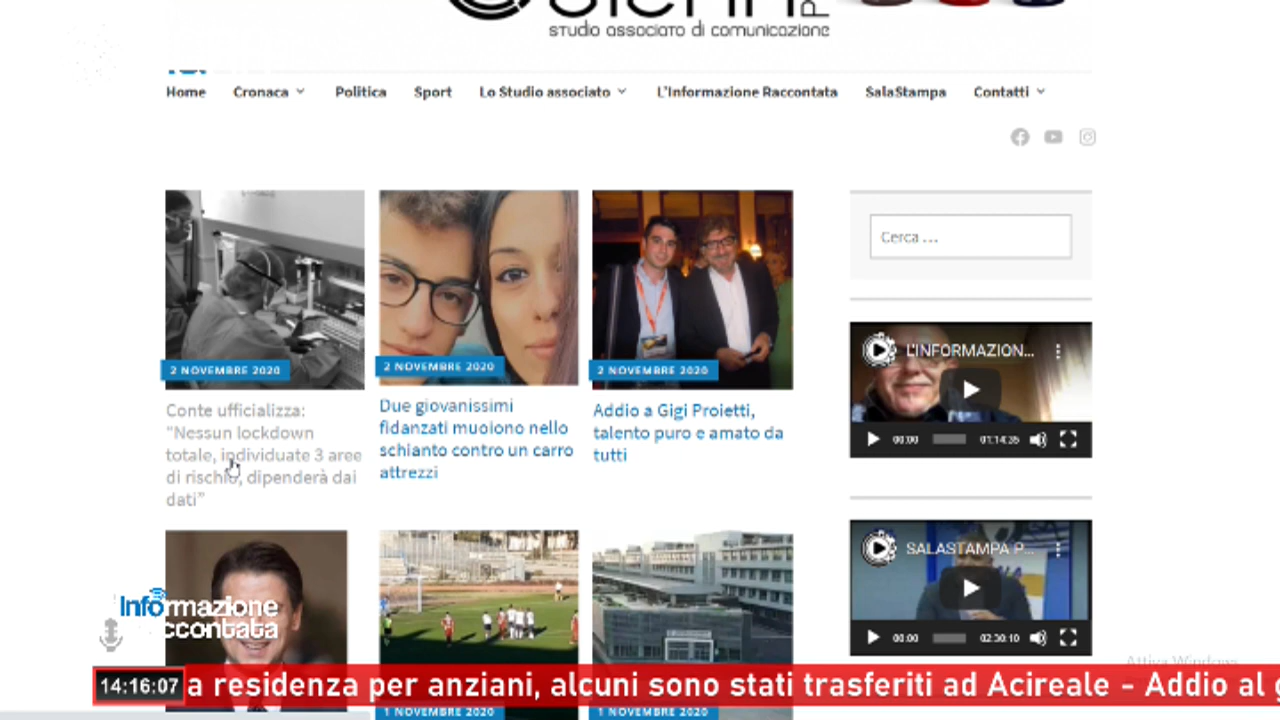 studio associato di comunicazione
Home Cronaca Politica Sport Lo Studio associato L'Informazione Raccontata SalaStampa Contatti
Cerca ...
2 NOVEMBRE 2020
Conte ufficializza:
"Nessun lockdown
totale, individuate 3 aree
di rischio, dipenderà dai
dati”
2 NOVEMBRE 2020
Due giovanissimi
fidanzati muoiono nello
schianto contro un carro
attrezzi
2 NOVEMBRE 2020
Addio a Gigi Proietti,
talento puro e amato da
tutti
L'INFORMAZION...
00:00 01:14:35
SALASTAMPA P...
00:00 02:30:10
Informazione
ccontata
Attiva Windows
14:16:07 a residenza per anziani, alcuni sono stati trasferiti ad Acireale - Addio al
1 NOVEMBRE 2020
1 NOVEMBRE 2020